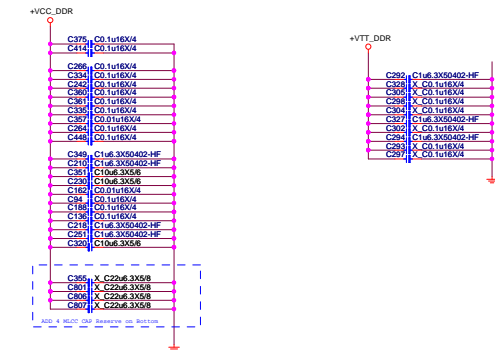 +VCC_DDR
C375 C0.1u16X/4
C414 C0.1u16X/4
C266 C0.1u16X/4
C334 C0.1u16X/4
C242 C0.1u16X/4
C360 C0.1u16X/4
C361 C0.1u16X/4
C335 C0.1u16X/4
C357 C0.01u16X/4
C264 C0.1u16X/4
C448 C0.1u16X/4
C349 C1u6.3X50402-HF
C210 C1u6.3X50402-HF
C351 C10u6.3X5/6
C230 C10u6.3X5/6
C162 C0.01u16X/4
C94 C0.1u16X/4
C188 C0.1u16X/4
C136 C0.1u16X/4
C218 C1u6.3X50402-HF
C251 C1u6.3X50402-HF
C320 C10u6.3X5/6
C355 X_C22u6.3X5/8
C801 X_C22u6.3X5/8
C806 X_C22u6.3X5/8
C807 X_C22u6.3X5/8
ADD 4 MLCC CAP Reserve on Bottom
+VTT_DDR
C292 C1u6.3X50402-HF
C328 X_C0.1u16X/4
C305 X_C0.1u16X/4
C298 X_C0.1u16X/4
C304 X_C0.1u16X/4
C327 C1u6.3X50402-HF
C302 X_C0.1u16X/4
C294 C1u6.3X50402-HF
C293 X_C0.1u16X/4
C297 X_C0.1u16X/4